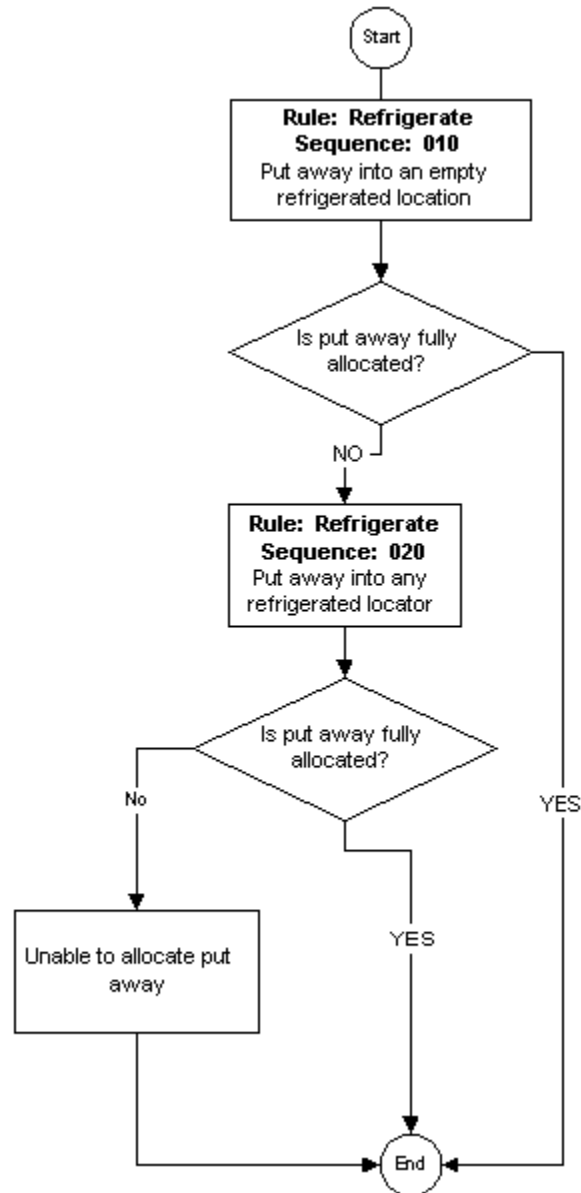 Start
Rule: Refrigerate
Sequence: 010
Put away into an empty
refrigerated location
Is put away fully
allocated?
NO
Rule: Refrigerate
Sequence: 020
Put away into any
refrigerated locator
Is put away fully
allocated?
No
YES
YES
Unable to allocate put
away
End